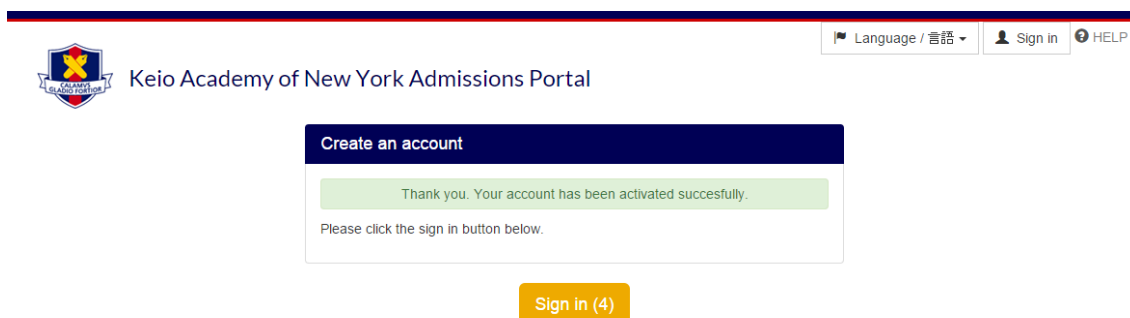 Language / 言語
Sign in
HELP
CALAMVS
GLADIO FORTIOR
Keio Academy of New York Admissions Portal
Create an account
Thank you. Your account has been activated succesfully.
Please click the sign in button below.
Sign in (4)